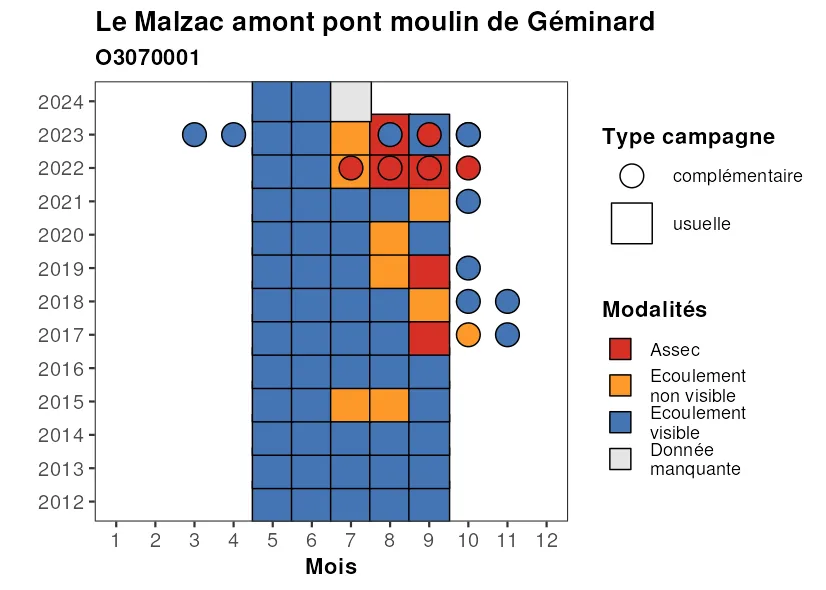 Le Malzac amont pont moulin de Géminard
O3070001
2024
2023
2022
2021
2020
2019
2018
2017
2016
2015
2014
2013
2012
1 2 3 4 5 6 7 8 9 10 11 12
Mois
Type campagne
complémentaire
usuelle
Modalités
Assec
Ecoulement
non visible
Ecoulement
visible
Donnée
manquante